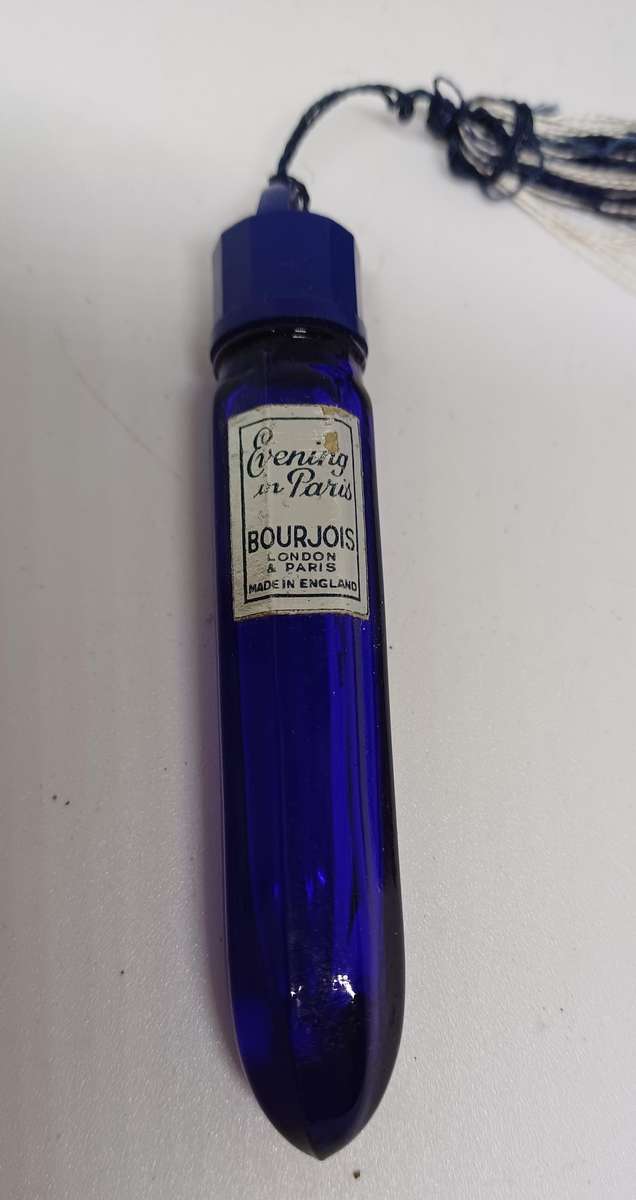 Evening
in Paris
BOURJOIS
LONDON
& PARIS
MADE IN ENGLAND